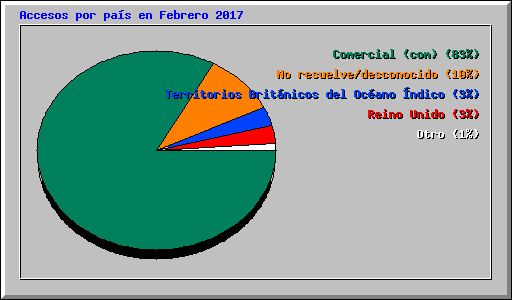 Accesos por país en Febrero 2017
Comercial (com) (83%)
No resuelve/desconocido (10%)
Territorios Británicos del Océano Índico (3%)
Reino Unido (3%)
Otro (1%)